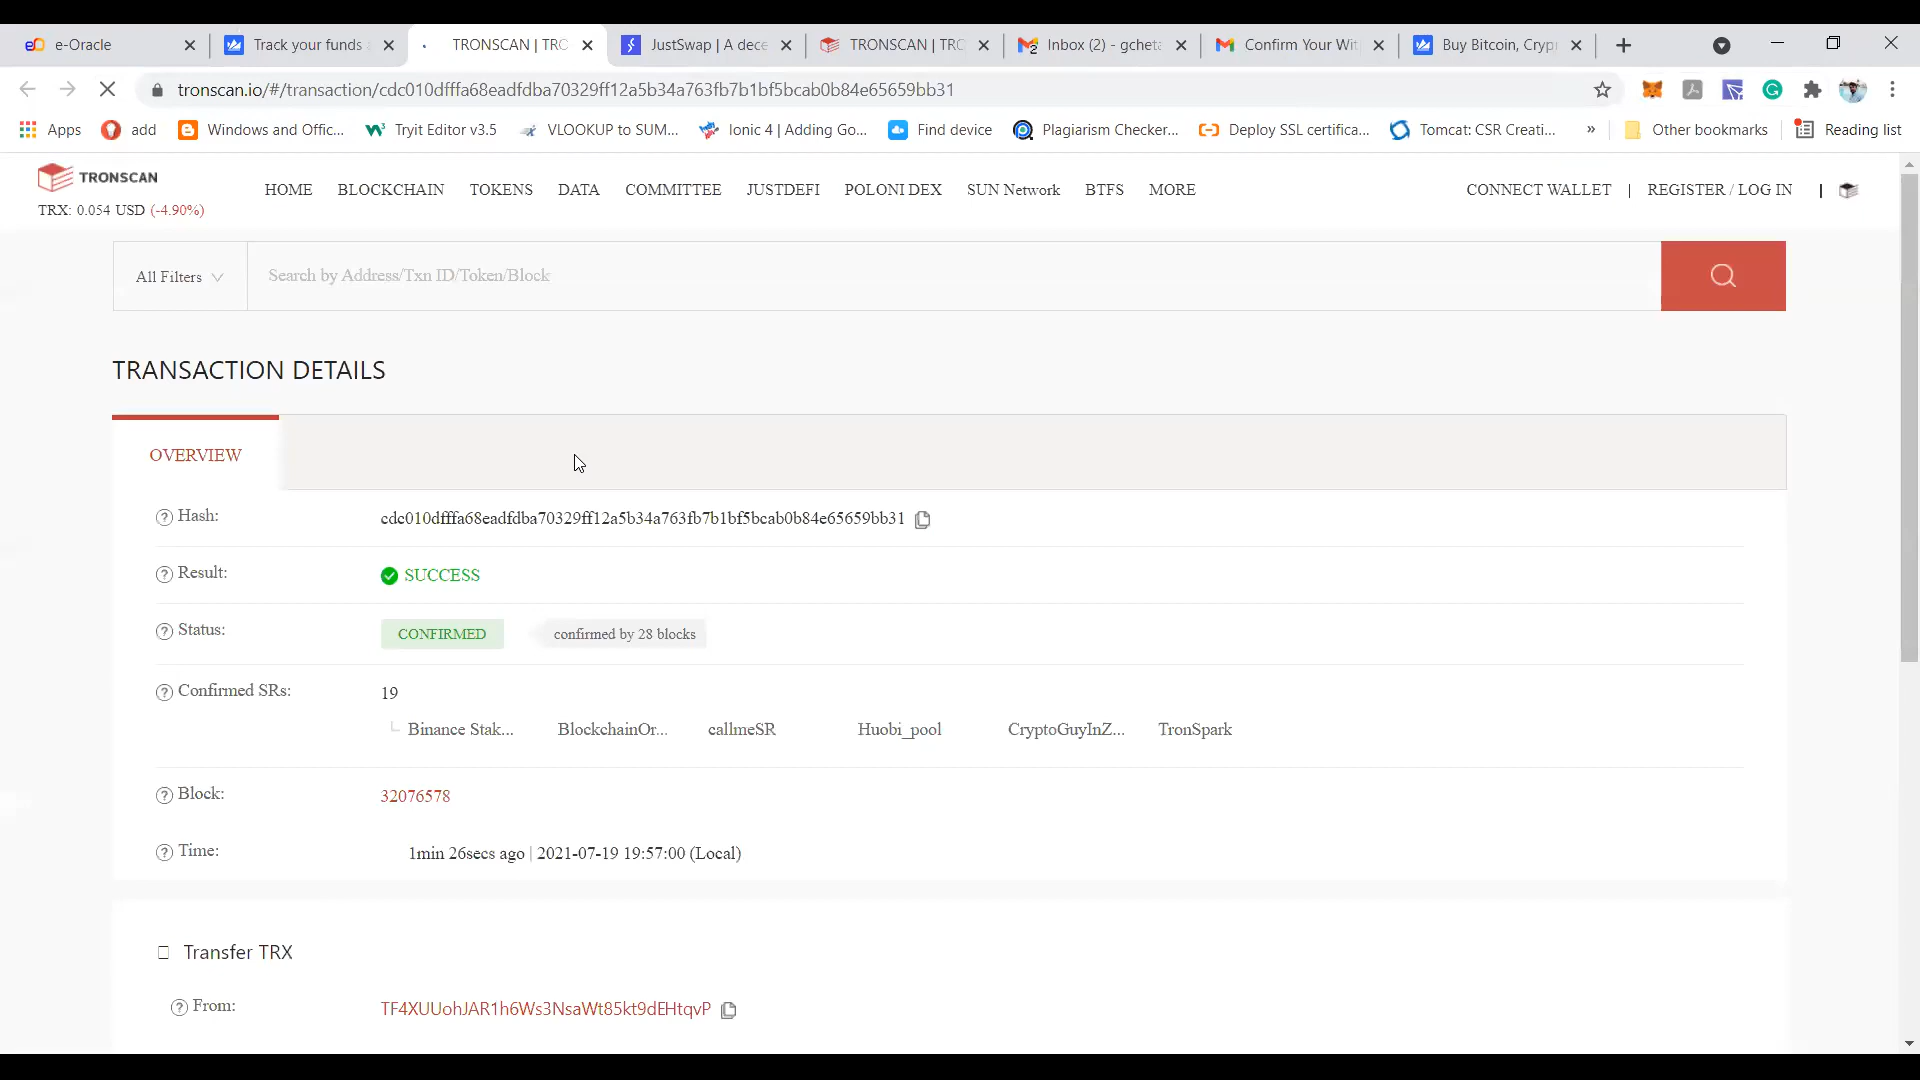 e-Oracle
Track your funds a
TRONSCAN | TRO
JustSwap | A dece
TRONSCAN | TRO
Inbox (2) - gcheta
Confirm Your Wit
Buy Bitcoin, Cryp
tronscan.io/#/transaction/cdc010dfffa68eadfdba70329ff12a5b34a763fb7b1bf5bcab0b84e65659bb31
Apps add Windows and Offic... Tryit Editor v3.5 VLOOKUP to SUM... Ionic 4 | Adding Go... Find device Plagiarism Checker... Deploy SSL certifica... Tomcat: CSR Creati... » Other bookmarks Reading list
TRONSCAN
TRX: 0.054 USD (-4.90%)
HOME BLOCKCHAIN TOKENS DATA COMMITTEE JUSTDEFI POLONI DEX SUN Network BTFS MORE
CONNECT WALLET | REGISTER / LOG IN |
All Filters
Search by Address/Txn ID/Token/Block
TRANSACTION DETAILS
OVERVIEW
Hash: cdc010dfffa68eadfdba70329ff12a5b34a763fb7b1bf5bcab0b84e65659bb31
Result: SUCCESS
Status: CONFIRMED confirmed by 28 blocks
Confirmed SRs: 19
Binance Stak... BlockchainOr... callmeSR Huobi_pool CryptoGuyInZ... TronSpark
Block: 32076578
Time: 1min 26secs ago | 2021-07-19 19:57:00 (Local)
Transfer TRX
From: TF4XUUohJAR1h6Ws3NsaWt85kt9dEHtqvP